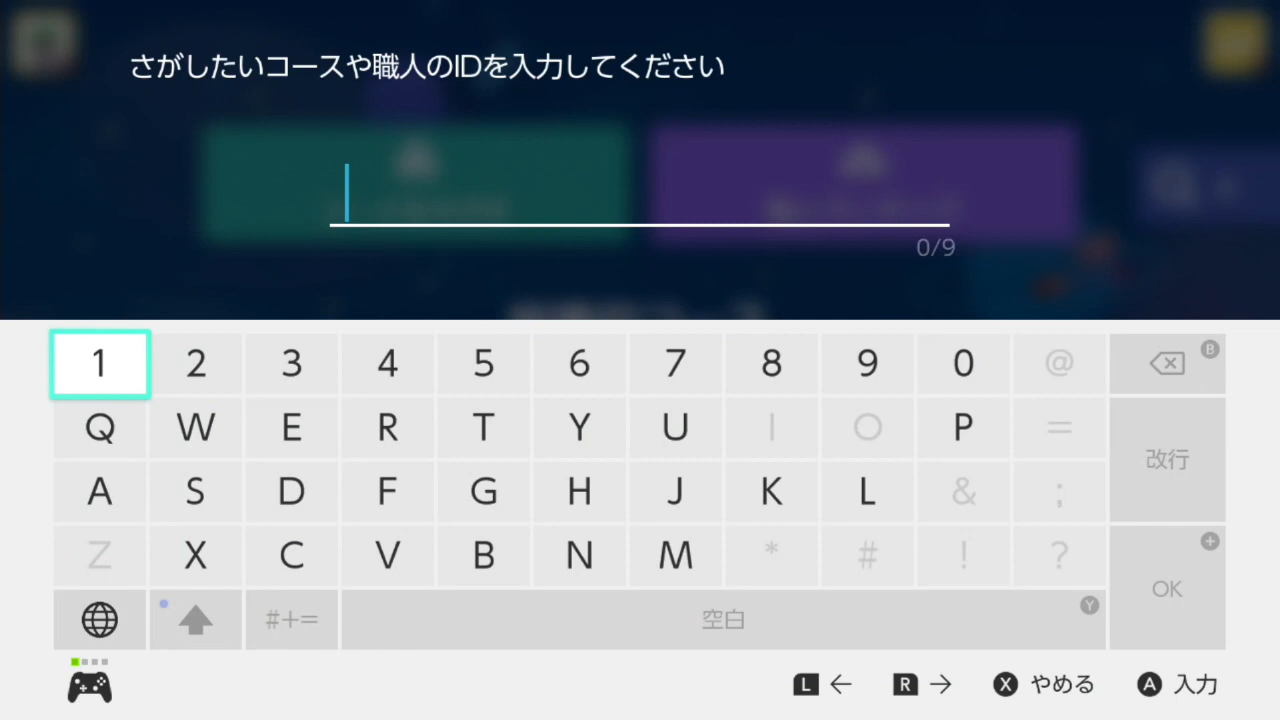 さがしたいコースや職人のIDを入力してください
0/9
1 2 3 4 5 6 7 8 9 0 @ B
Q W E R T Y U I O P =
改行
A S D F G H J K L & ;
Z X C V B N M * # ! ? +
OK
#+= 空白 Y
L ← R → X やめる A 入力